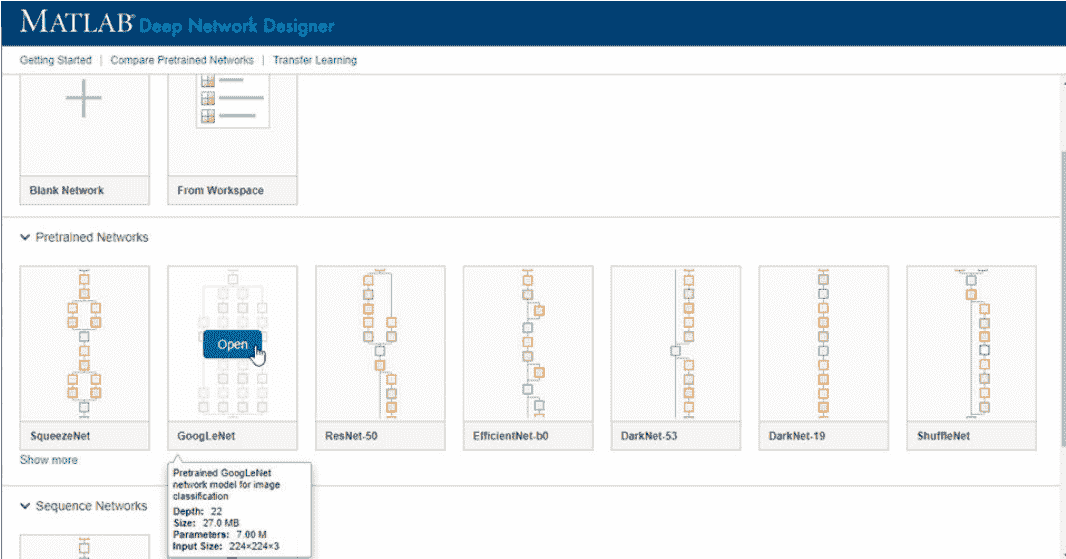 MATLAB® Deep Network Designer
Getting Started | Compare Pretrained Networks | Transfer Learning
Blank Network
From Workspace
Pretrained Networks
Open
SqueezeNet
GoogLeNet
ResNet-50
EfficientNet-b0
DarkNet-53
DarkNet-19
ShuffleNet
Show more
Pretrained GoogLeNet
network model for image
classification
Depth: 22
Size: 27.0 MB
Parameters: 7.00 M
Input Size: 224×224×3
Sequence Networks